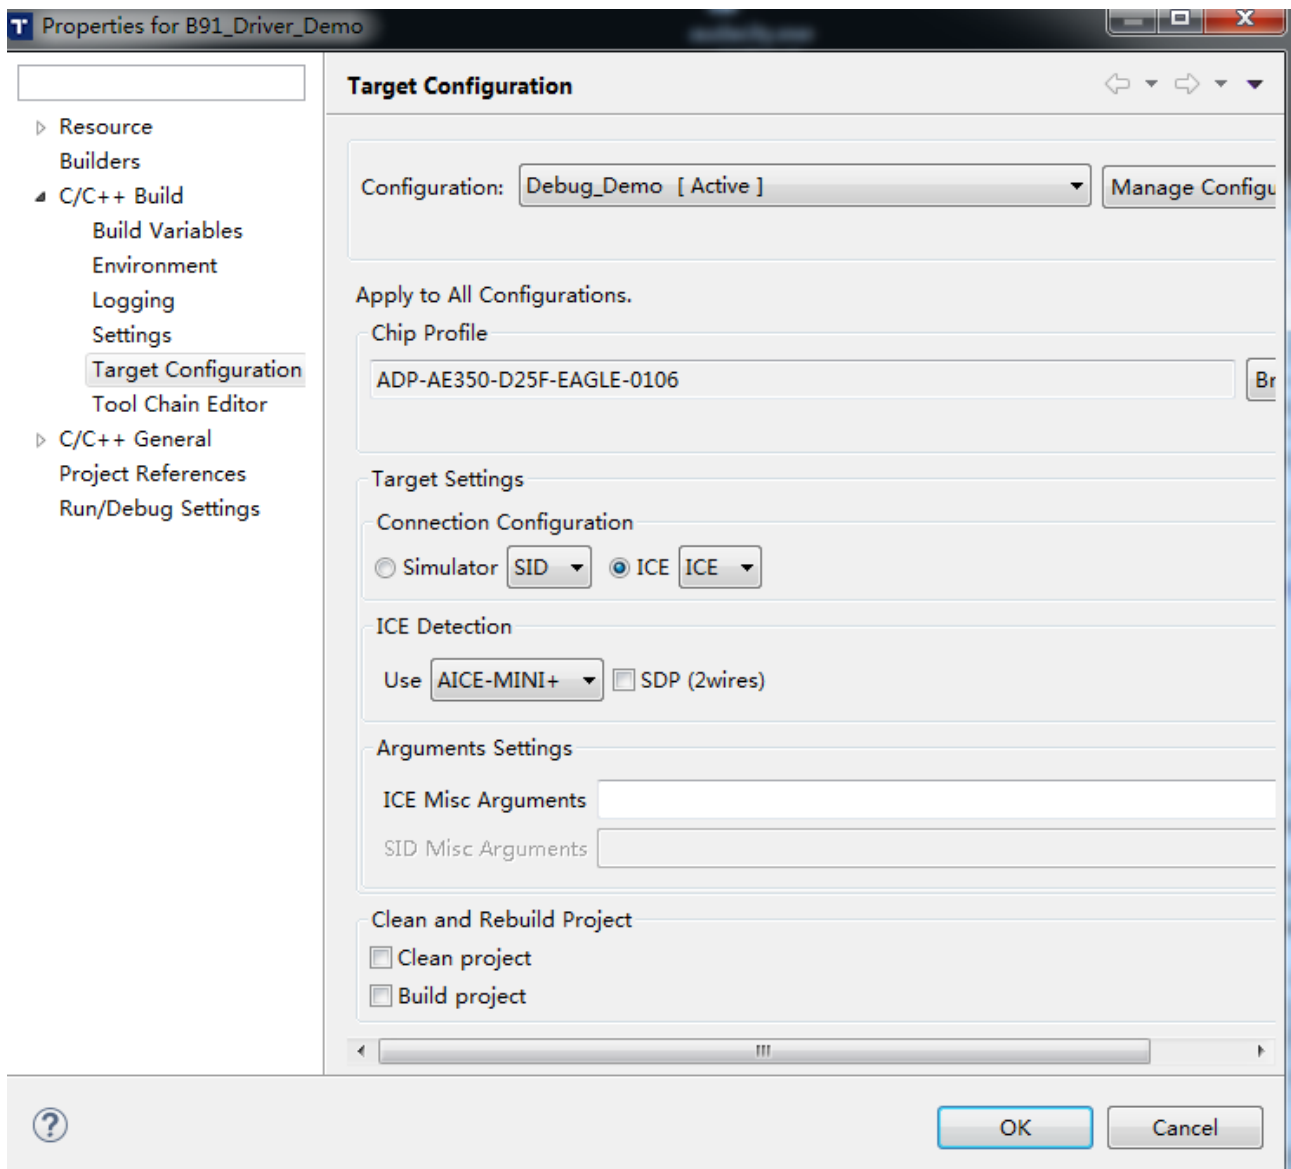 T Properties for B91_Driver_Demo
Target Configuration
Resource
Builders
C/C++ Build
Build Variables
Environment
Logging
Settings
Target Configuration
Tool Chain Editor
C/C++ General
Project References
Run/Debug Settings
Configuration: Debug_Demo [ Active ] Manage Configu
Apply to All Configurations.
Chip Profile
ADP-AE350-D25F-EAGLE-0106 Br
Target Settings
Connection Configuration
Simulator SID ICE ICE
ICE Detection
Use AICE-MINI+ SDP (2wires)
Arguments Settings
ICE Misc Arguments
SID Misc Arguments
Clean and Rebuild Project
Clean project
Build project
? OK Cancel